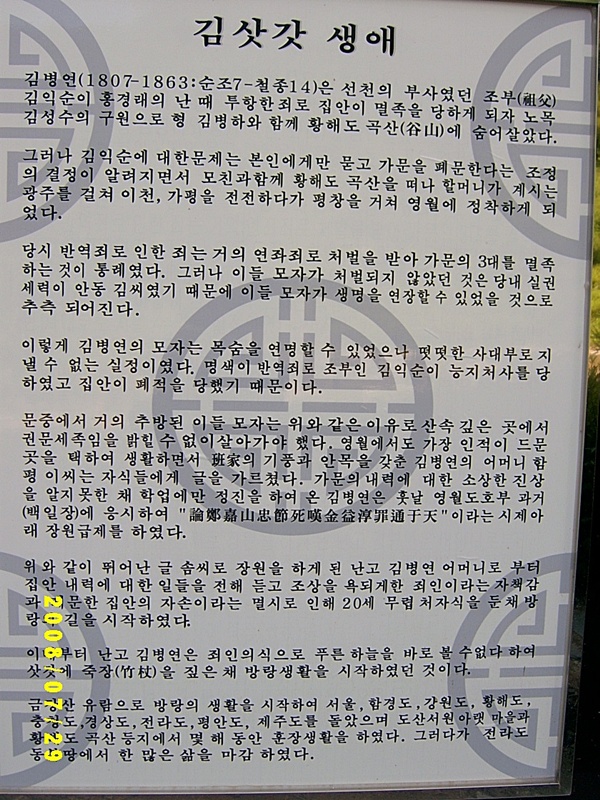 김삿갓 생애
김병연(1807-1863:순조7-철종14)은 선천의 부사였던 조부(祖父)
김익순이 홍경래의 난 때 투항한죄로 집안이 멸족을 당하게 되자 노목
김성수의 구원으로 형 김병하와 함께 황해도 곡산(谷山)에 숨어살았다.
그러나 김익순에 대한문제는 본인에게만 묻고 가문을 폐문한다는 조정
의 결정이 알려지면서 모친과함께 황해도 곡산을 떠나 할머니가 계시는
광주를 걸쳐 이천, 가평을 전전하다가 평창을 거쳐 영월에 정착하게 되
었다.
당시 반역죄로 인한 죄는 거의 연좌죄로 처벌을 받아 가문의 3대를 멸족
하는것이 통례였다. 그러나 이들 모자가 처벌되지 않았던 것은 당내 실권
세력이 안동 김씨였기 때문에 이들 모자가 생명을 연장할 수 있었을 것으로
추측 되어진다.
이렇게 김병연의 모자는 목숨을 연명할 수 있었으나 떳떳한 사대부로 지
낼 수 없는 실정이었다. 명색이 반역죄로 조부인 김익순이 능지처사를 당
하였고 집안이 폐적을 당했기 때문이다.
문중에서 거의 추방된 이들 모자는 위와 같은 이유로 산속 깊은 곳에서
권문세족임을 밝힐 수 없이살아가야 했다. 영월에서도 가장 인적이 드문
곳을 택하여 생활하면서 班家의 기풍과 안목을 갖춘 김병연의 어머니 함
평 이씨는 자식들에게 글을 가르쳤다. 가문의내력에 대한 소상한 진상
을 알지못한 채 학업에만 정진을 하여 온 김병연은 훗날 영월도호부 과거
(백일장)에 응시하여 "論鄭嘉山忠節死嘆金益淳罪通于天"이라는시제아
래 장원급제를 하였다.
위와 같이 뛰어난 글 솜씨로 장원을 하게 된 난고 김병연 어머니로 부터
집안 내력에 대한 일들을 전해 듣고 조상을 욕되게한 죄인이라는자책감
과 문한 집안의 자손이라는 멸시로 인해 20세 무렵 처자식을 둔채 방
랑의 길을 시작하였다.
이때부터 난고 김병연은 죄인의식으로 푸른 하늘을 바로 볼 수없다 하여
삿갓에 죽장(竹杖)을 짚은 채 방랑생활을 시작하였던 것이다.
금강산 유람으로 방랑의 생활을 시작하여 서울,함경도,강원도,황해도,
충청도,경상도,전라도,평안도, 제주도를 돌았으며 도산서원아랫 마을과
황해도 곡산 등지에서 몇 해 동안 훈장생활을 하였다. 그러다가 전라도
동복 땅에서 한 많은 삶을 마감 하였다.
2008/07/29